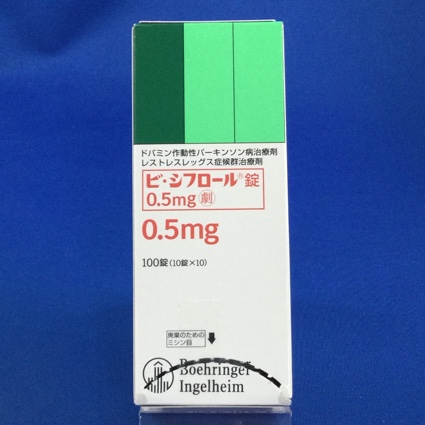 ドパミン作動性パーキンソン病治療剤
レストレスレッグス症候群治療剤
ビ・シフロール®錠
0.5mg 劇
0.5mg
100錠(10錠×10)
廃棄のための
ミシン目
Boehringer
Ingelheim